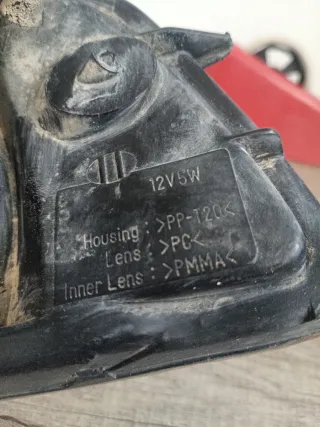 12V5W
Housing: >PP-T20<
Lens : >PC<
Inner Lens : >PMMA<